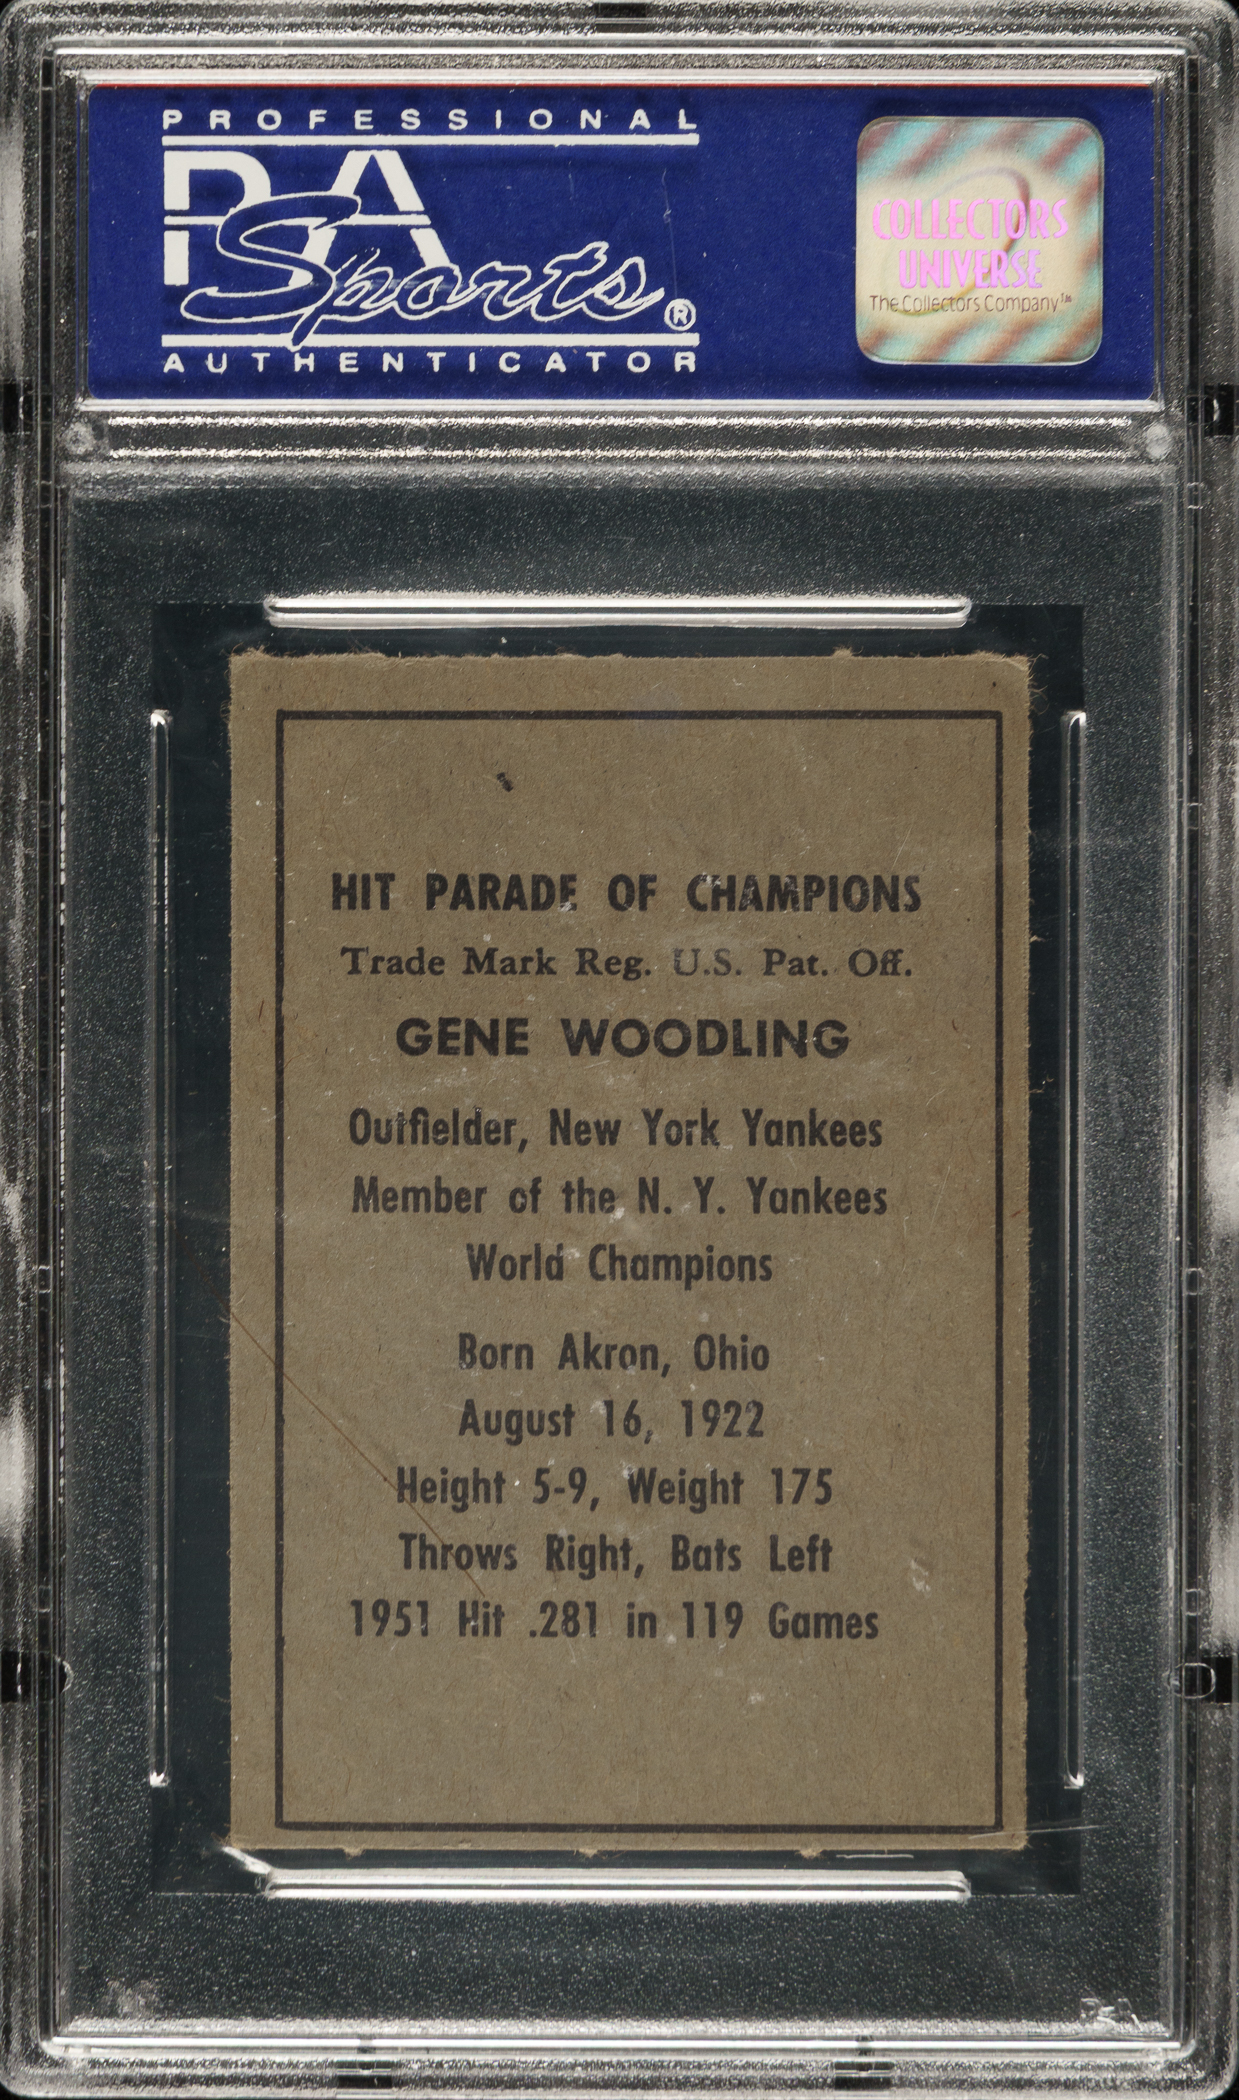 PROFESSIONAL
PSA
Sports®
AUTHENTICATOR
COLLECTORS
UNIVERSE
The Collectors Company™
HIT PARADE OF CHAMPIONS
Trade Mark Reg. U.S. Pat. Off.
GENE WOODLING
Outfielder, New York Yankees
Member of the N. Y. Yankees
World Champions
Born Akron, Ohio
August 16, 1922
Height 5-9, Weight 175
Throws Right, Bats Left
1951 Hit .281 in 119 Games
PSA